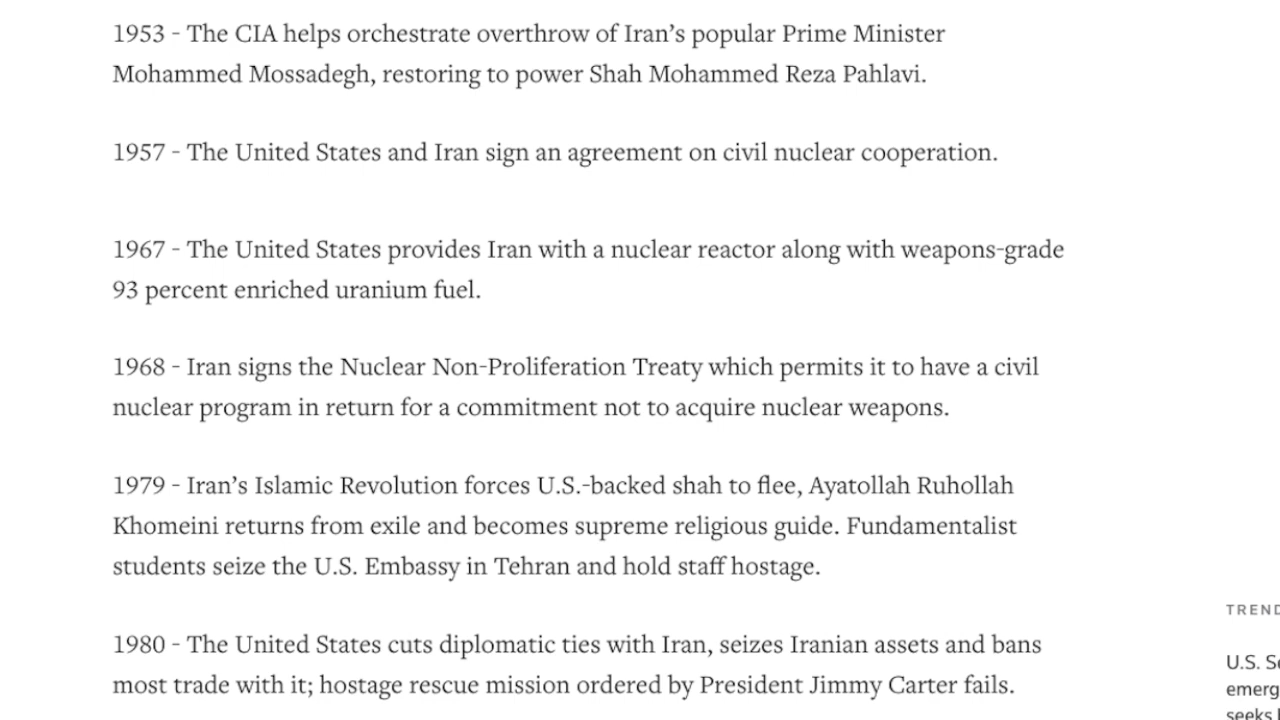 1953 - The CIA helps orchestrate overthrow of Iran’s popular Prime Minister
Mohammed Mossadegh, restoring to power Shah Mohammed Reza Pahlavi.
1957 - The United States and Iran sign an agreement on civil nuclear cooperation.
1967 - The United States provides Iran with a nuclear reactor along with weapons-grade
93 percent enriched uranium fuel.
1968 - Iran signs the Nuclear Non-Proliferation Treaty which permits it to have a civil
nuclear program in return for a commitment not to acquire nuclear weapons.
1979 - Iran’s Islamic Revolution forces U.S.-backed shah to flee, Ayatollah Ruhollah
Khomeini returns from exile and becomes supreme religious guide. Fundamentalist
students seize the U.S. Embassy in Tehran and hold staff hostage.
1980 - The United States cuts diplomatic ties with Iran, seizes Iranian assets and bans
most trade with it; hostage rescue mission ordered by President Jimmy Carter fails.
TREND
U.S. Se
emerg
seeks